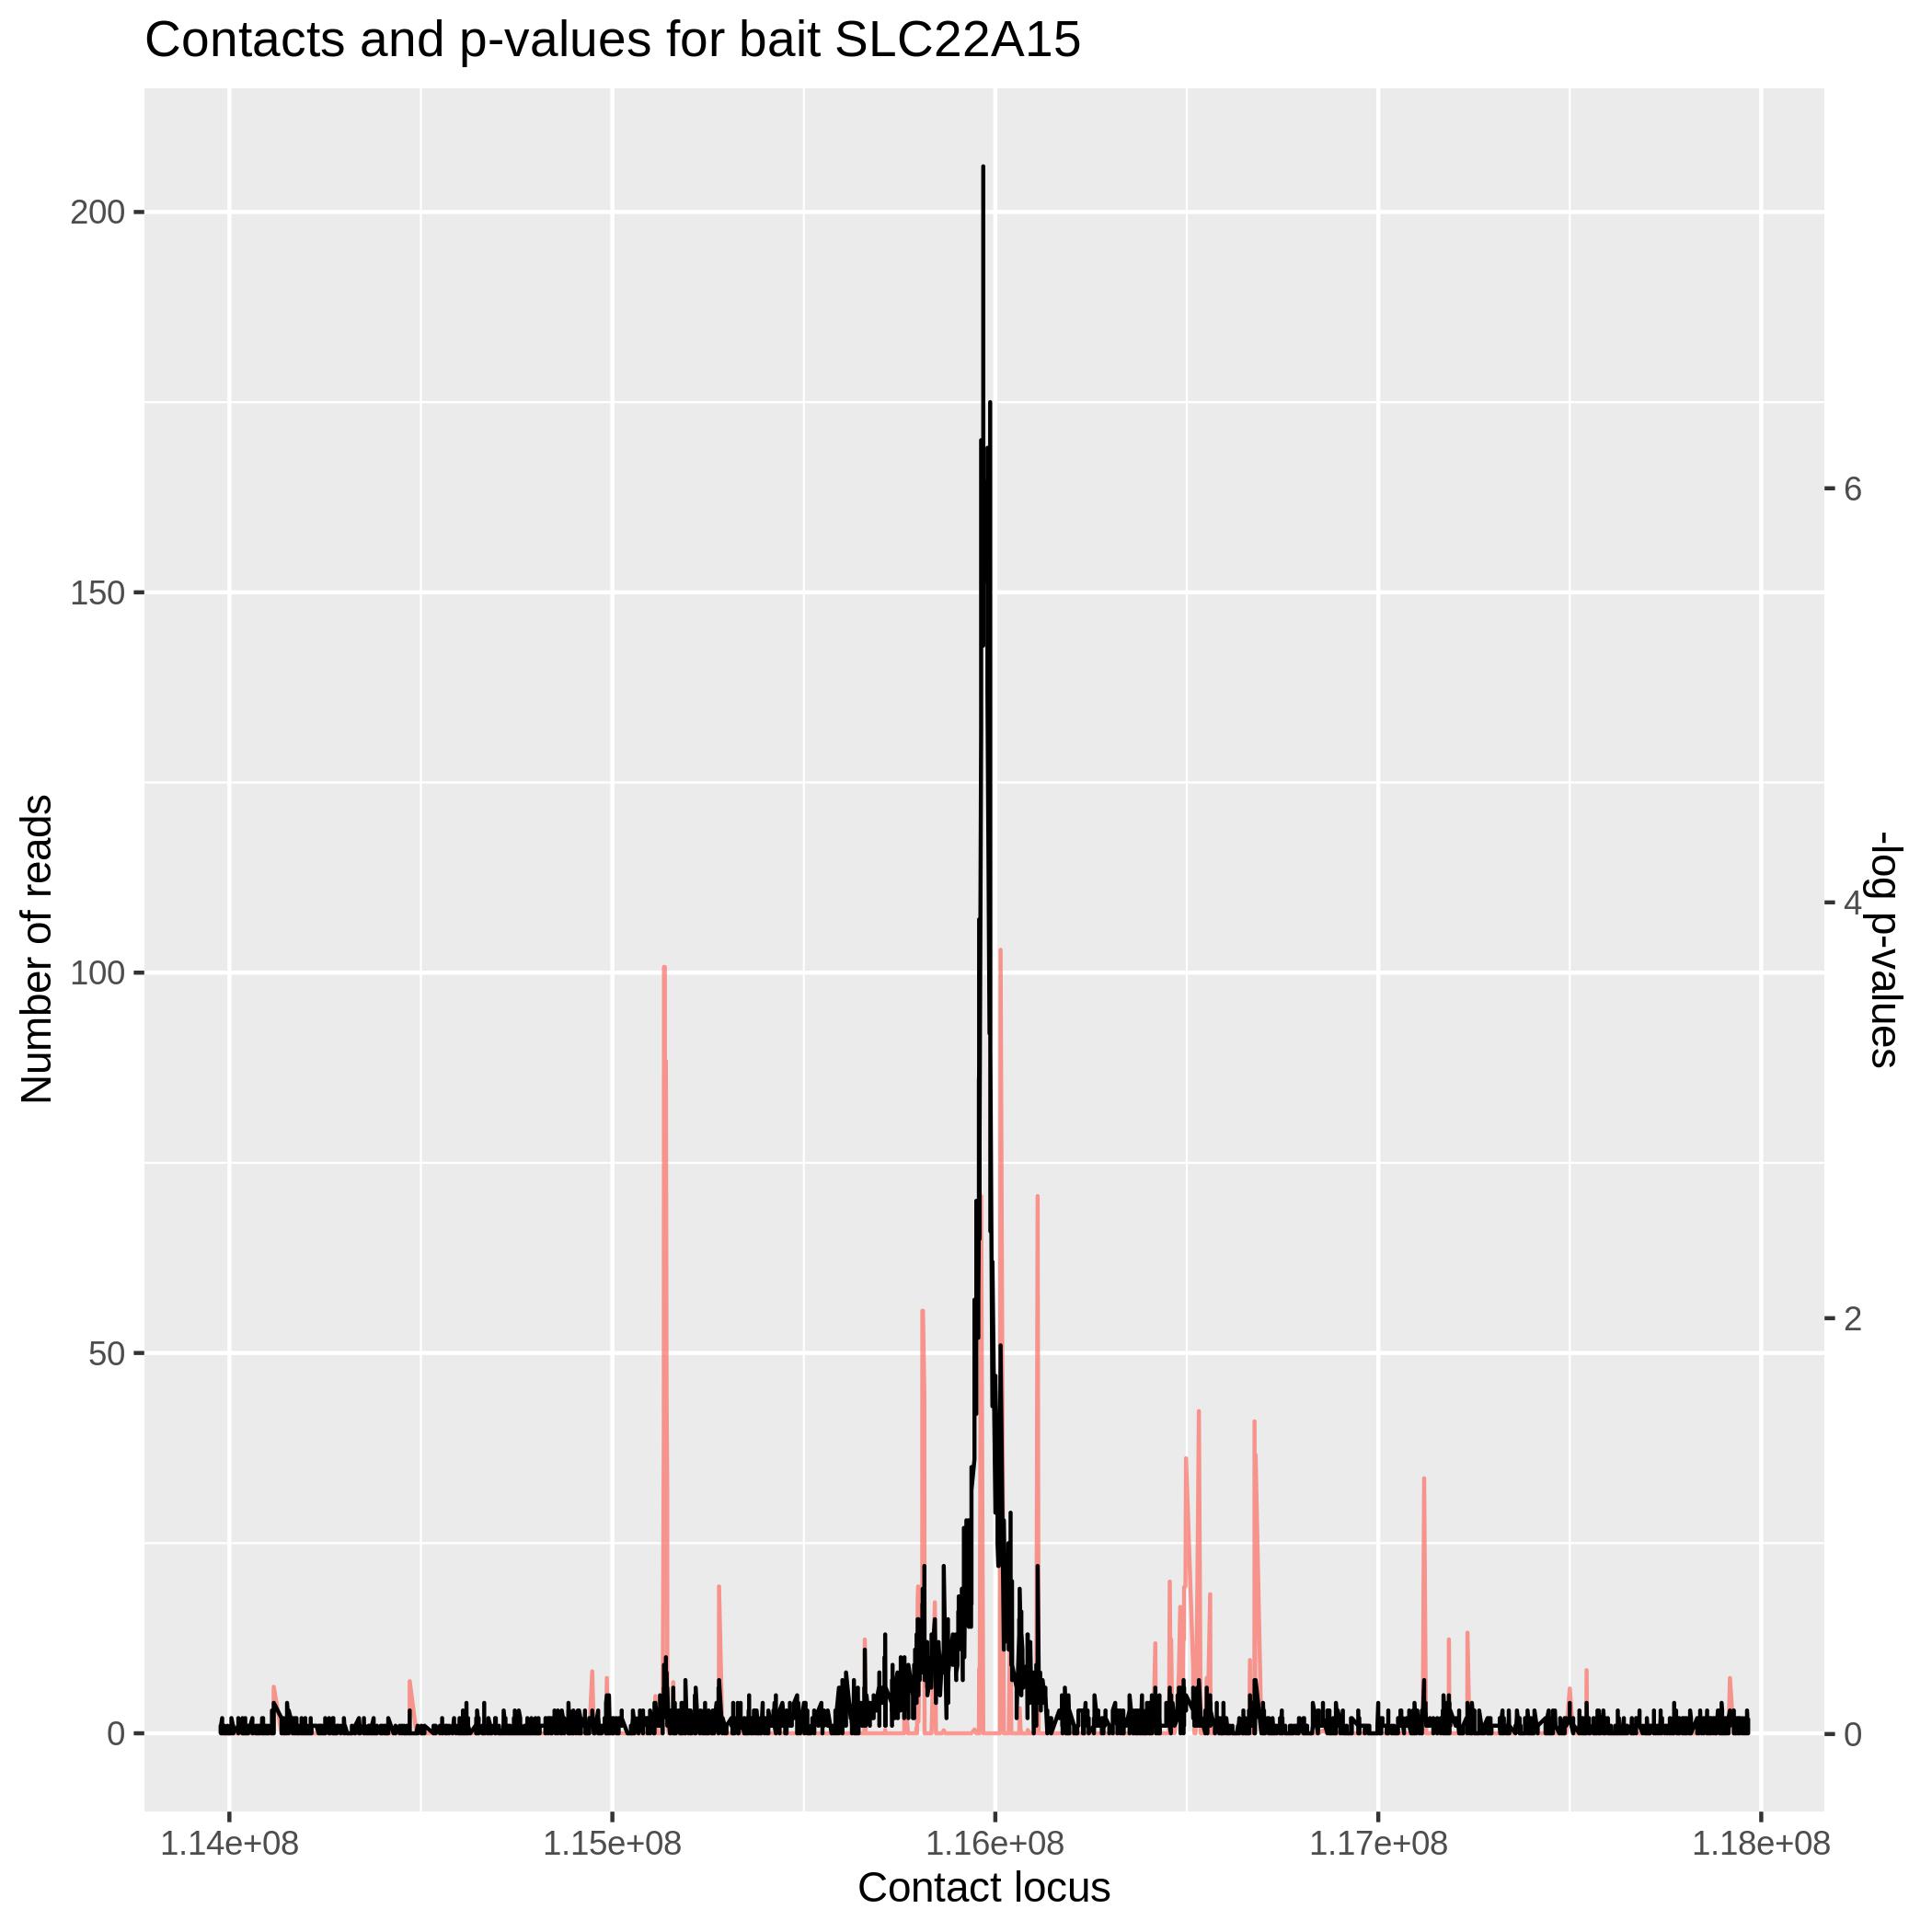 Contacts and p-values for bait SLC22A15
200
150
100
50
0
Number of reads
6
4
2
0
-log p-values
1.14e+08
1.15e+08
1.16e+08
1.17e+08
1.18e+08
Contact locus